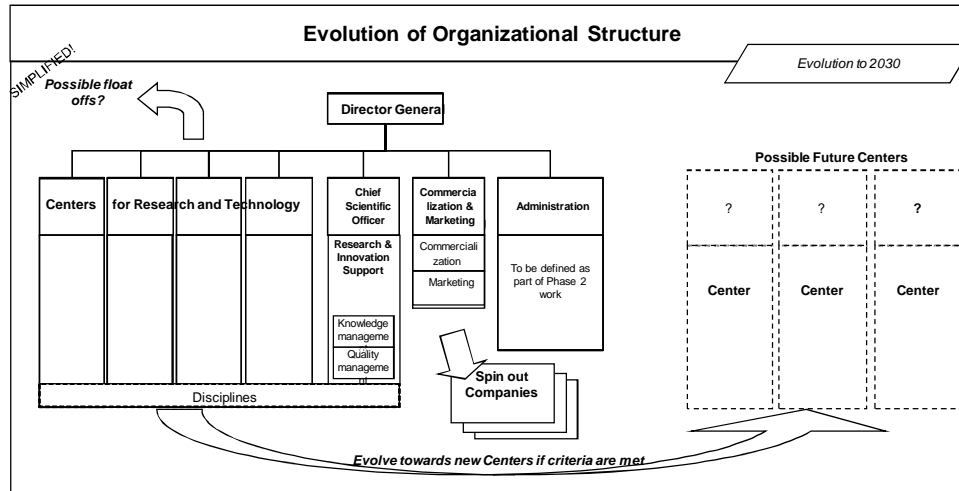 Evolution of Organizational Structure
SIMPLIFIED!
Evolution to 2030
Possible float
offs?
Director General
Possible Future Centers
Centers for Research and Technology
Chief
Scientific
Officer
Commercia
lization &
Marketing
Administration
?
?
?
Research &
Innovation
Support
Commerciali
zation
Marketing
To be defined as
part of Phase 2
work
Center
Center
Center
Knowledge
manageme
Quality
manageme
nt
Spin out
Companies
Disciplines
Evolve towards new Centers if criteria are met